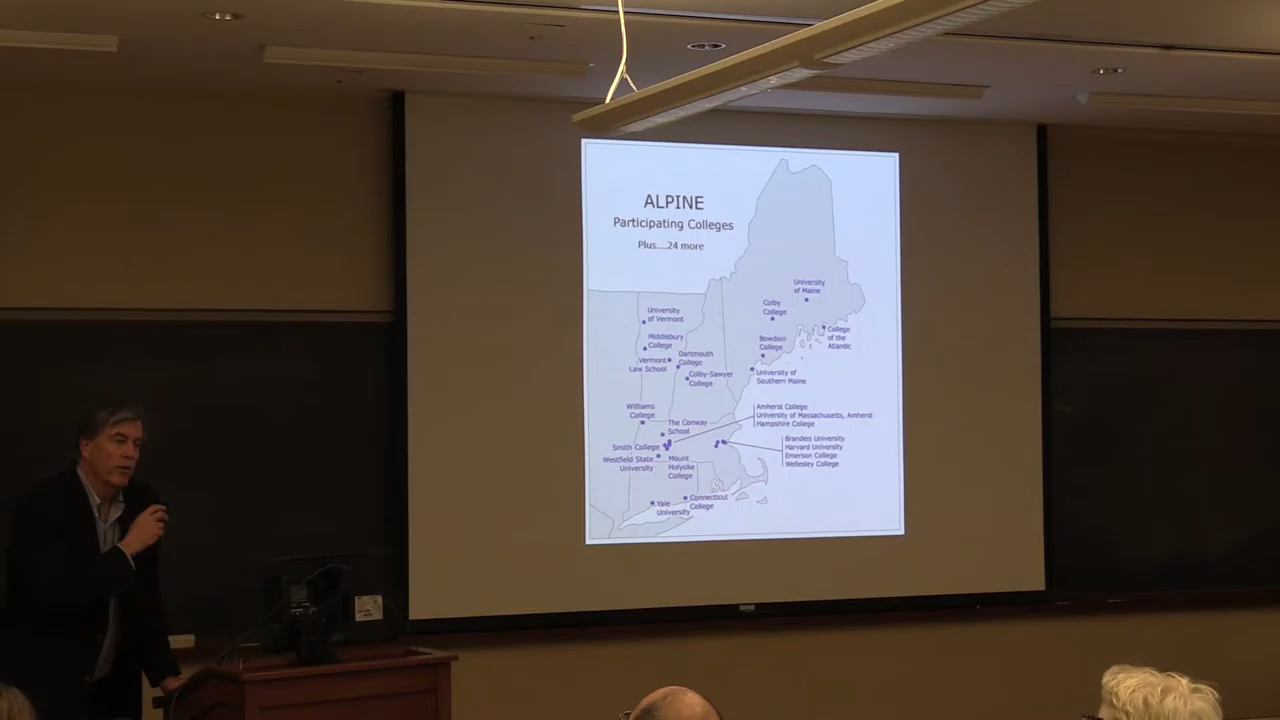 ALPINE
Participating Colleges
Plus....24 more
University
of Maine
Colby
College
University
of Vermont
College
of the
Atlantic
Middlebury
College
Bowdoin
College
Vermont
Law School
Dartmouth
College
Colby-Sawyer
College
University of
Southern Maine
Williams
College
Amherst College
University of Massachusetts, Amherst
Hampshire College
The Conway
School
Smith College
Brandeis University
Harvard University
Emerson College
Wellesley College
Westfield State
University
Mount
Holyoke
College
Yale
University
Connecticut
College